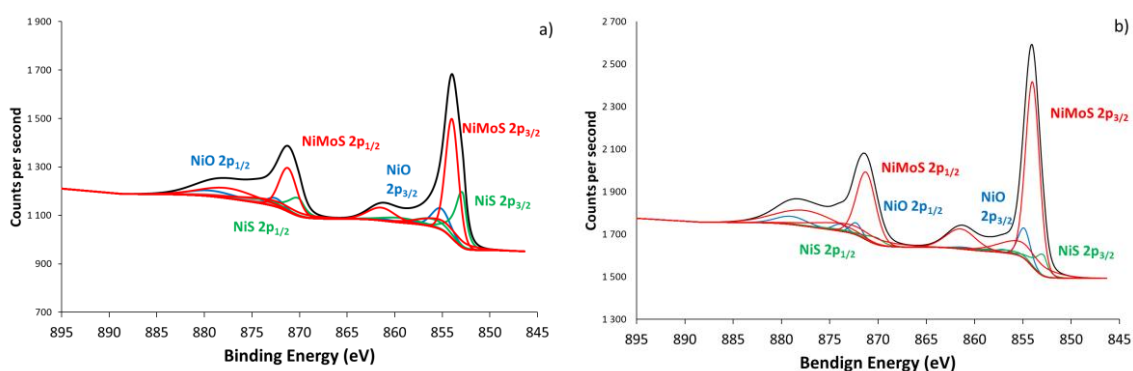 a)
Counts per second
1 900
1 700
1 500
1 300
1 100
900
700
NiMoS 2p3/2
NiMoS 2p1/2
NiO 2p1/2
NiO
2p3/2
NiS 2p3/2
NiS 2p1/2
895 890 885 880 875 870 865 860 855 850 845
Binding Energy (eV)
b)
Counts per second
2 700
2 500
2 300
2 100
1 900
1 700
1 500
1 300
NiMoS 2p3/2
NiMoS 2p1/2
NiO 2p1/2
NiO
2p3/2
NiS 2p1/2
NiS 2p3/2
895 890 885 880 875 870 865 860 855 850 845
Bendign Energy (eV)